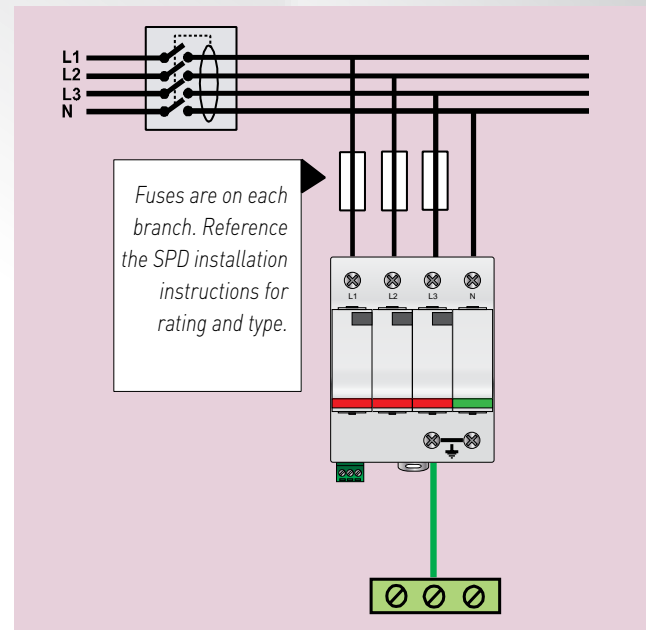 L1
L2
L3
N
Fuses are on each
branch. Reference
the SPD installation
instructions for
rating and type.
L1 L2 L3 N